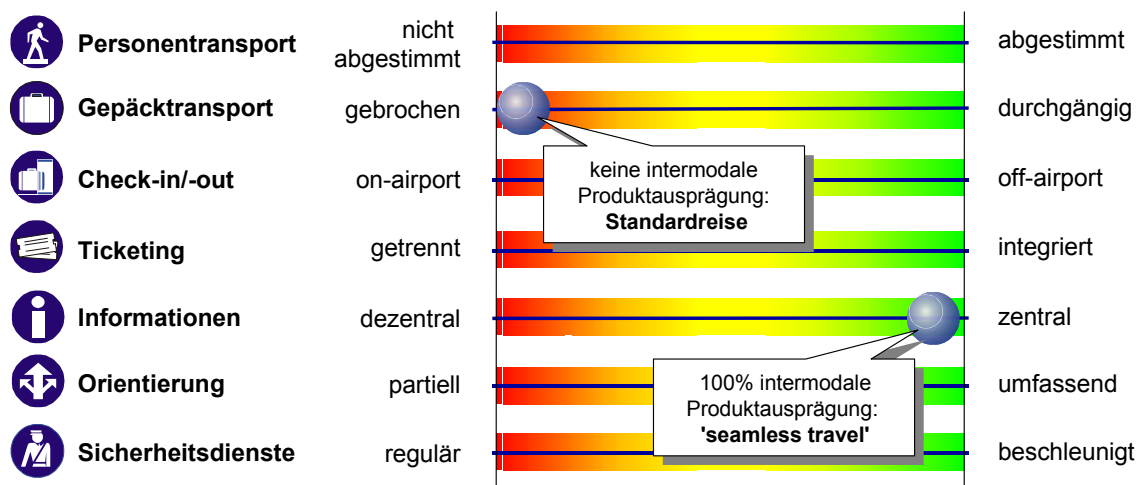 Personentransport
nicht
abgestimmt
abgestimmt
Gepäcktransport
gebrochen
durchgängig
keine intermodale
Produktausprägung:
Standardreise
Check-in/-out
on-airport
off-airport
Ticketing
getrennt
integriert
Informationen
dezentral
zentral
100% intermodale
Produktausprägung:
'seamless travel'
Orientierung
partiell
umfassend
Sicherheitsdienste
regulär
beschleunigt